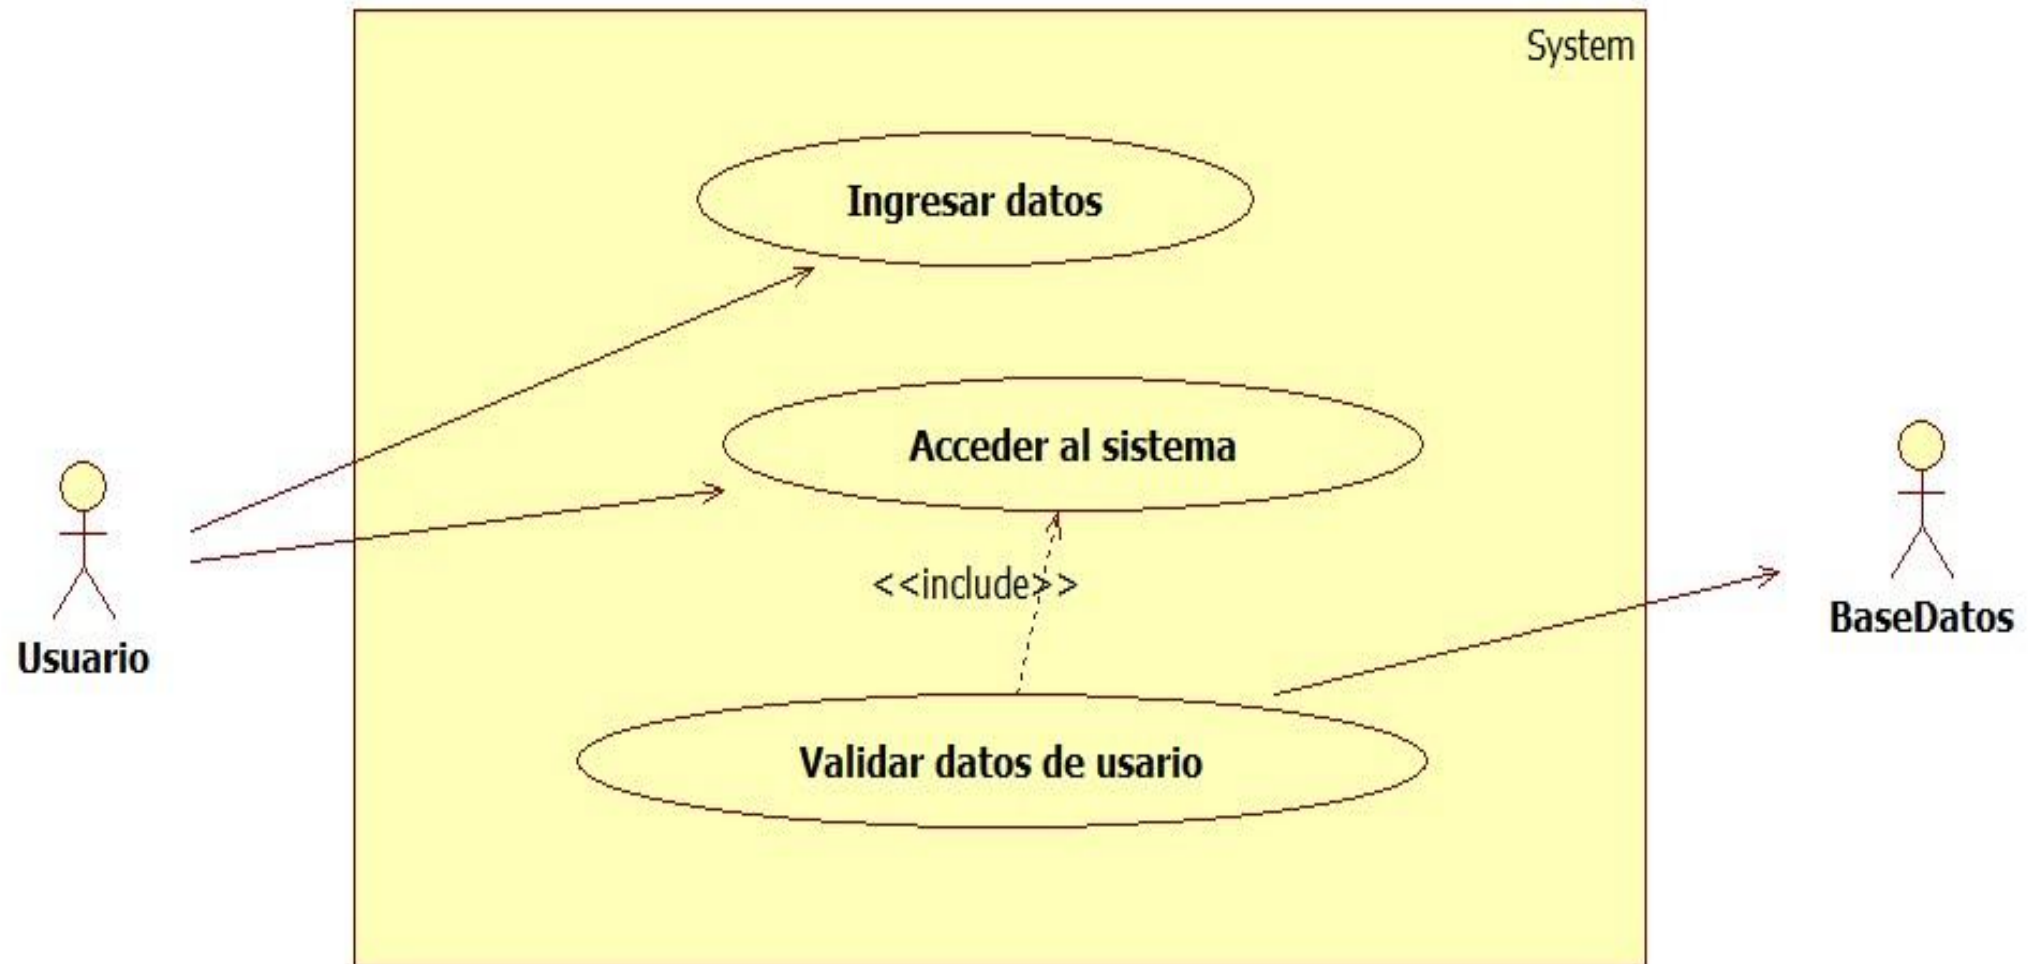 System
Ingresar datos
Acceder al sistema
<<include>>
BaseDatos
Usuario
Validar datos de usario